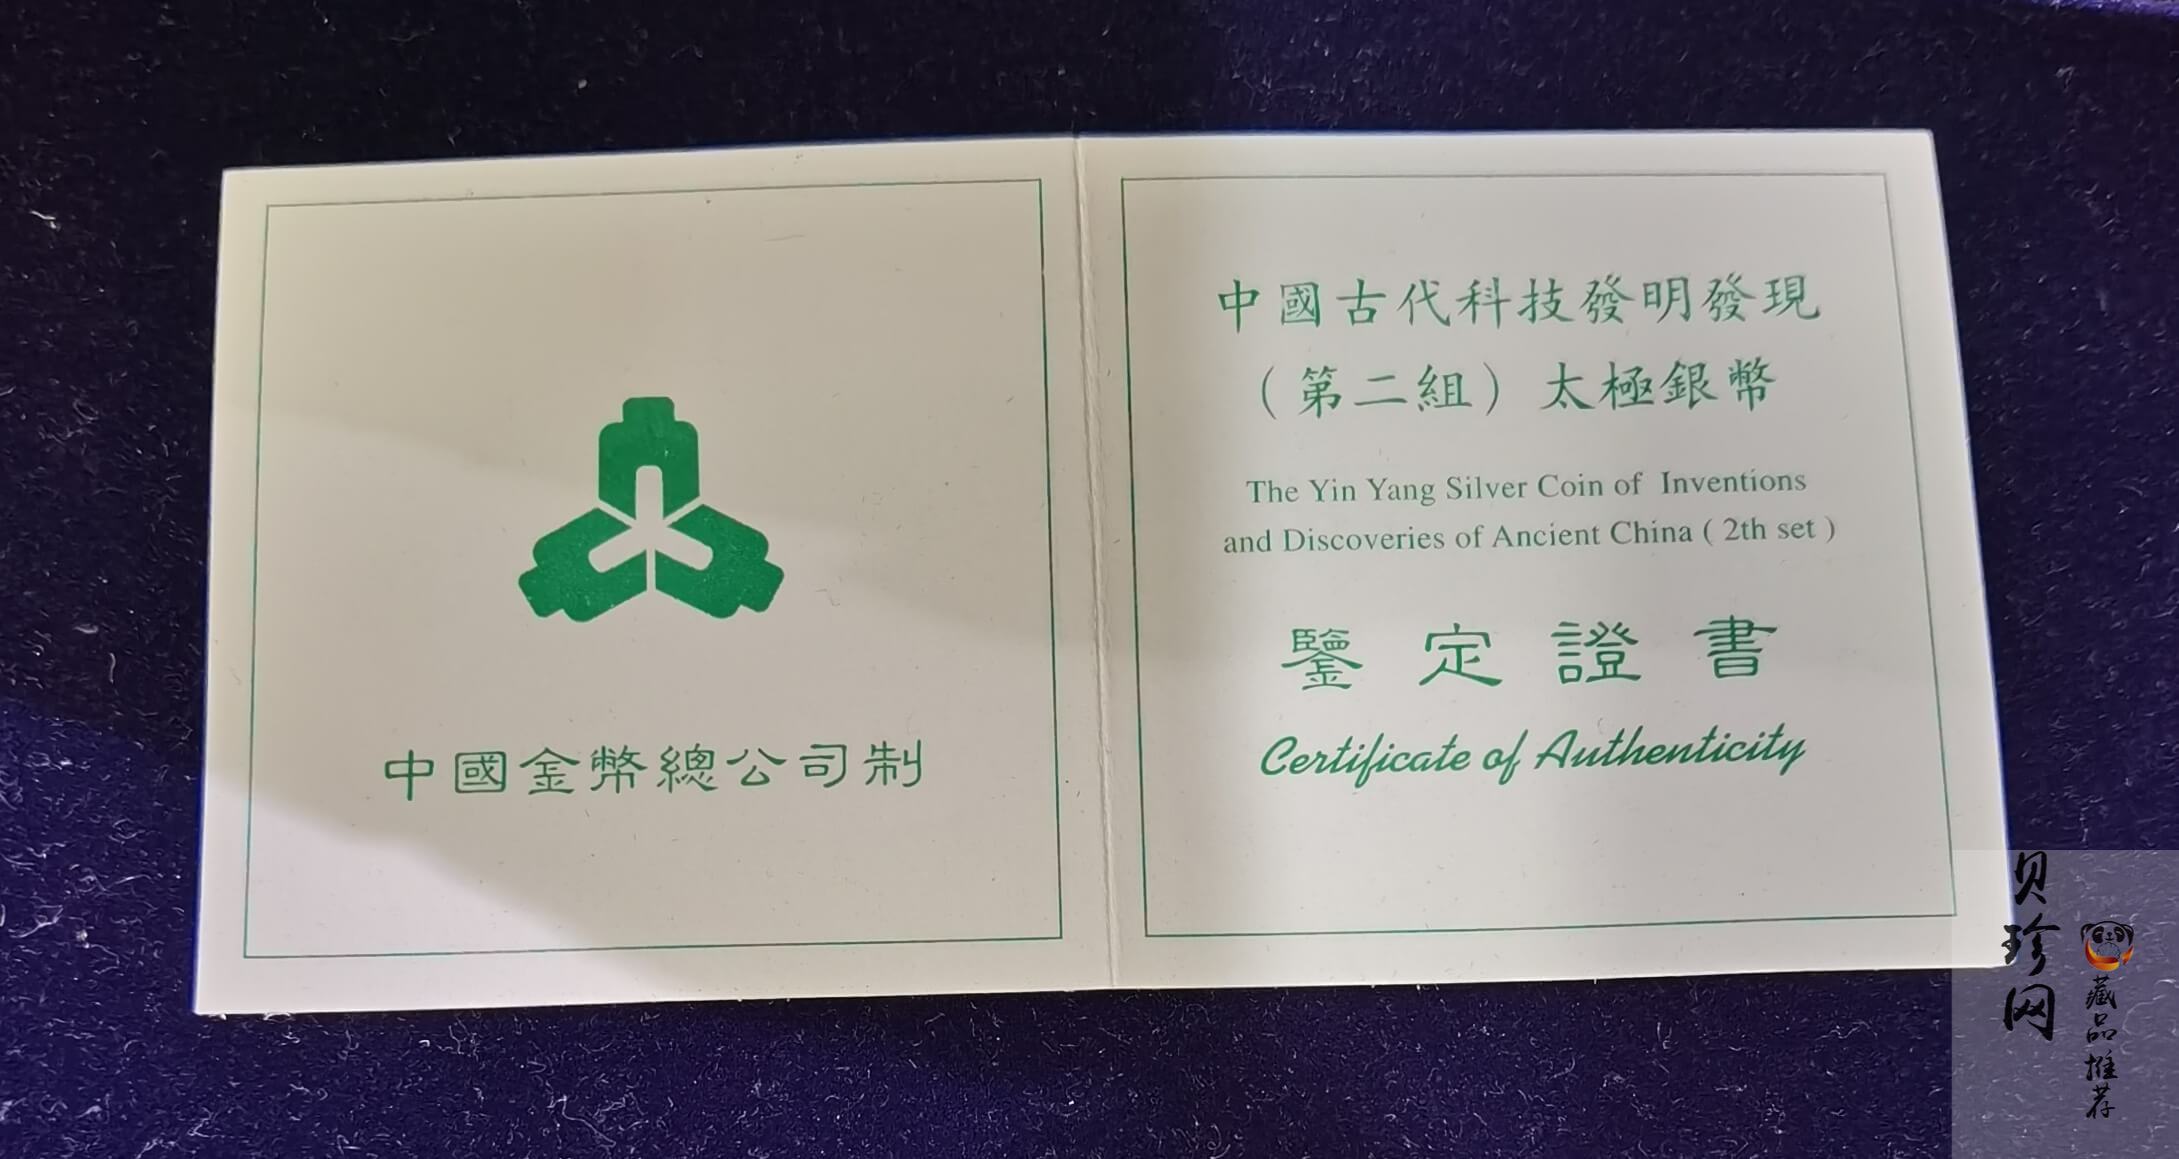 中國金幣總公司制
中國古代科技發明發現
（第二組）太極銀幣
The Yin Yang Silver Coin of Inventions
and Discoveries of Ancient China ( 2th set )
鑒定證書
Certificate of Authenticity
贝珍网
藏品推荐